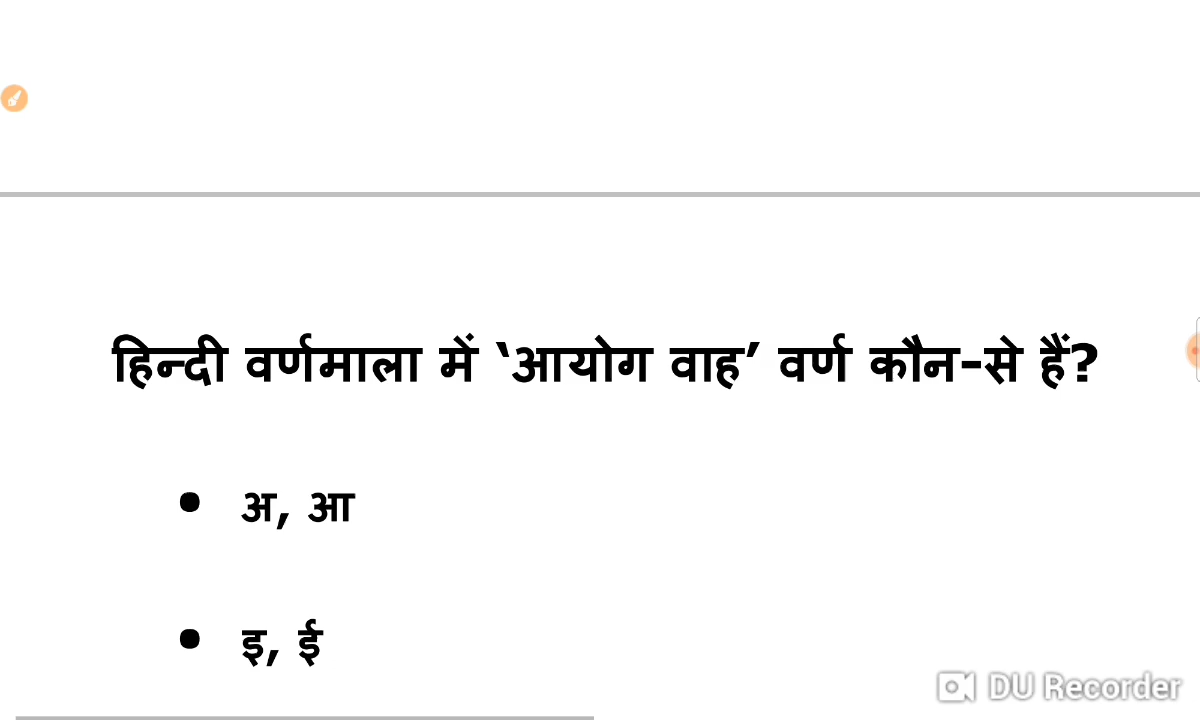 हिन्दी वर्णमाला में ‘आयोग वाह’ वर्ण कौन-से हैं?
• अ, आ
• इ, ई
DU Recorder